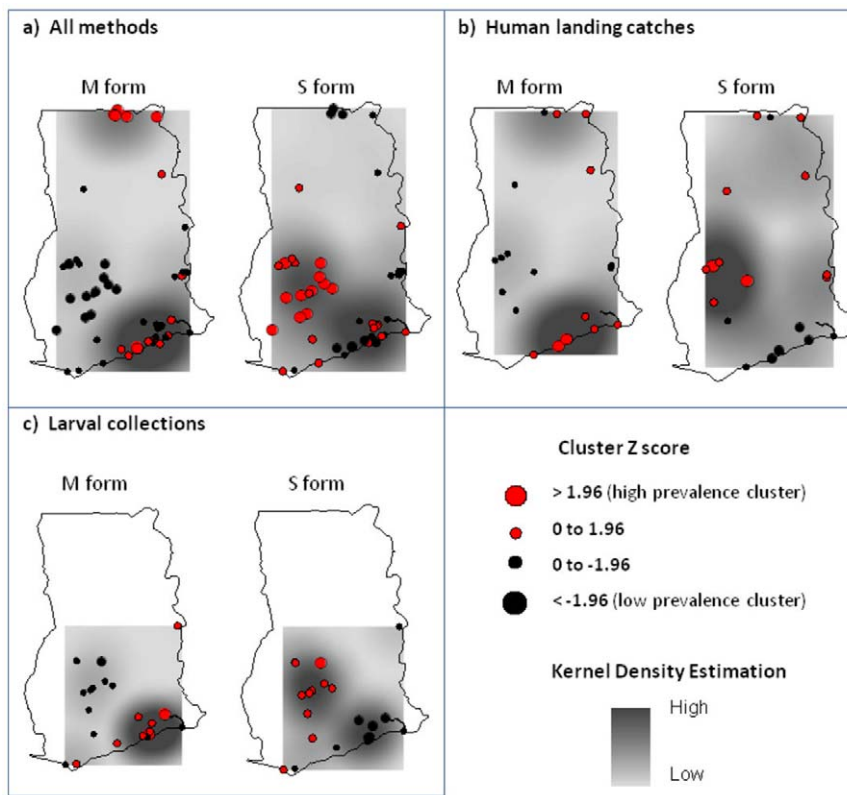 a) All methods
M form
S form
b) Human landing catches
M form
S form
c) Larval collections
M form
S form
Cluster Z score
> 1.96 (high prevalence cluster)
0 to 1.96
0 to -1.96
< -1.96 (low prevalence cluster)
Kernel Density Estimation
High
Low